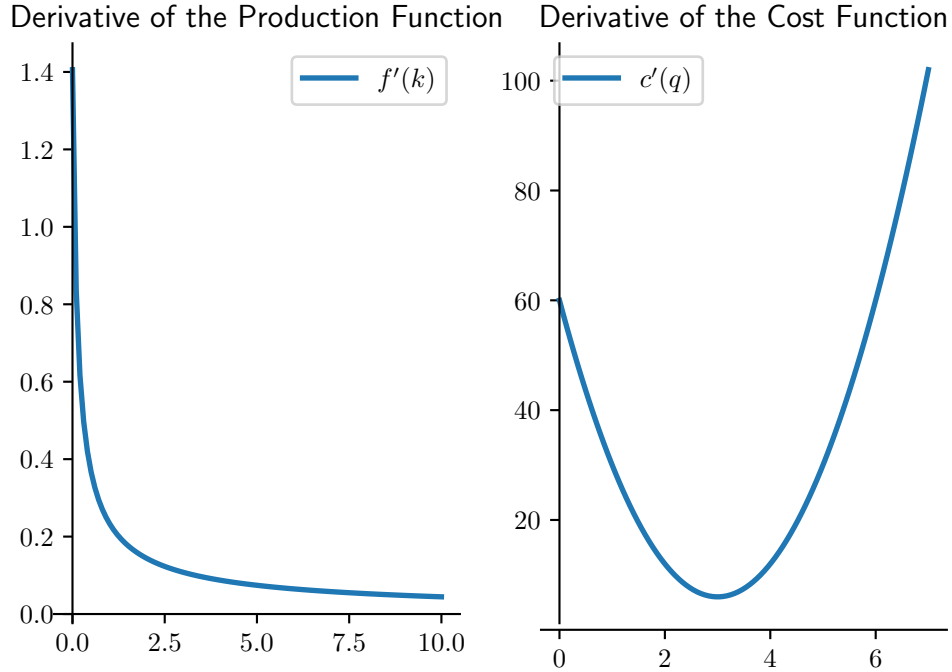 Derivative of the Production Function
f′(k)
1.4
1.2
1.0
0.8
0.6
0.4
0.2
0.0
0.0 2.5 5.0 7.5 10.0
Derivative of the Cost Function
c′(q)
100
80
60
40
20
0 2 4 6